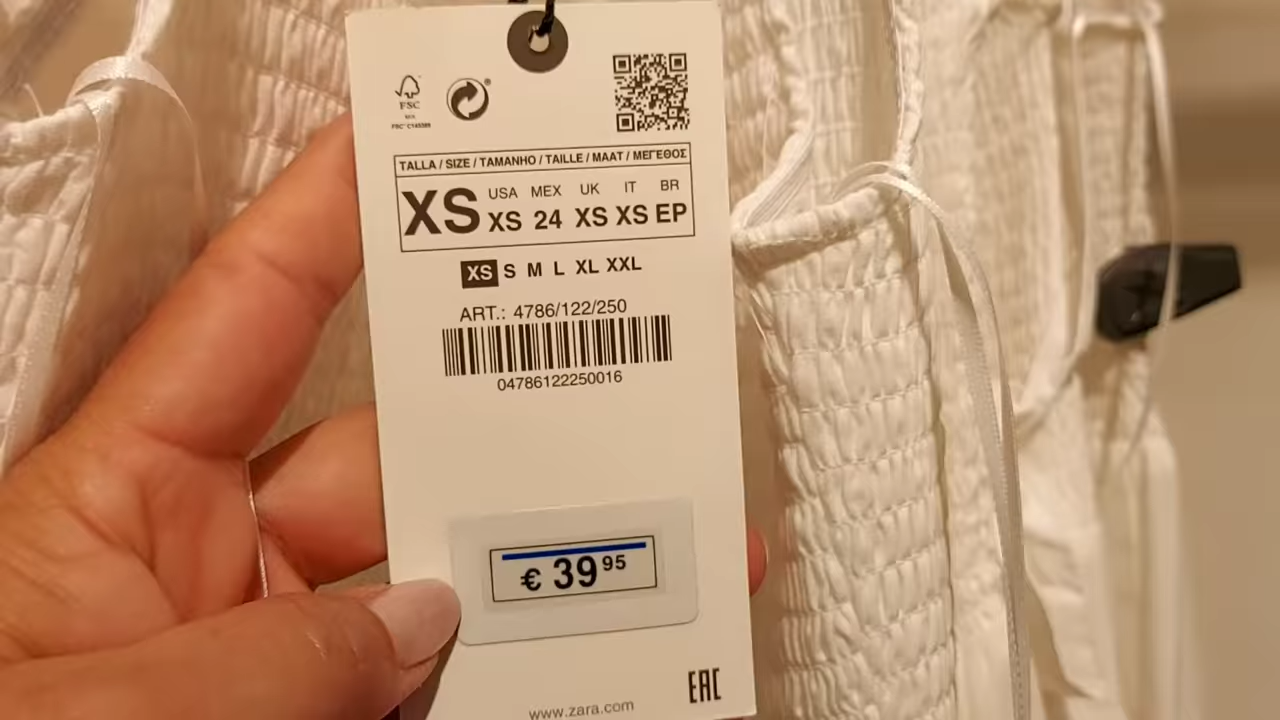 FSC
MIX
FSC® C145399
®
TALLA / SIZE / TAMANHO / TAILLE / MAAT / ΜΕΓΕΘΟΣ
XS
USA MEX UK IT BR
XS 24 XS XS EP
XS S M L XL XXL
ART.: 4786/122/250
04786122250016
€ 39 95
EAC
www.zara.com